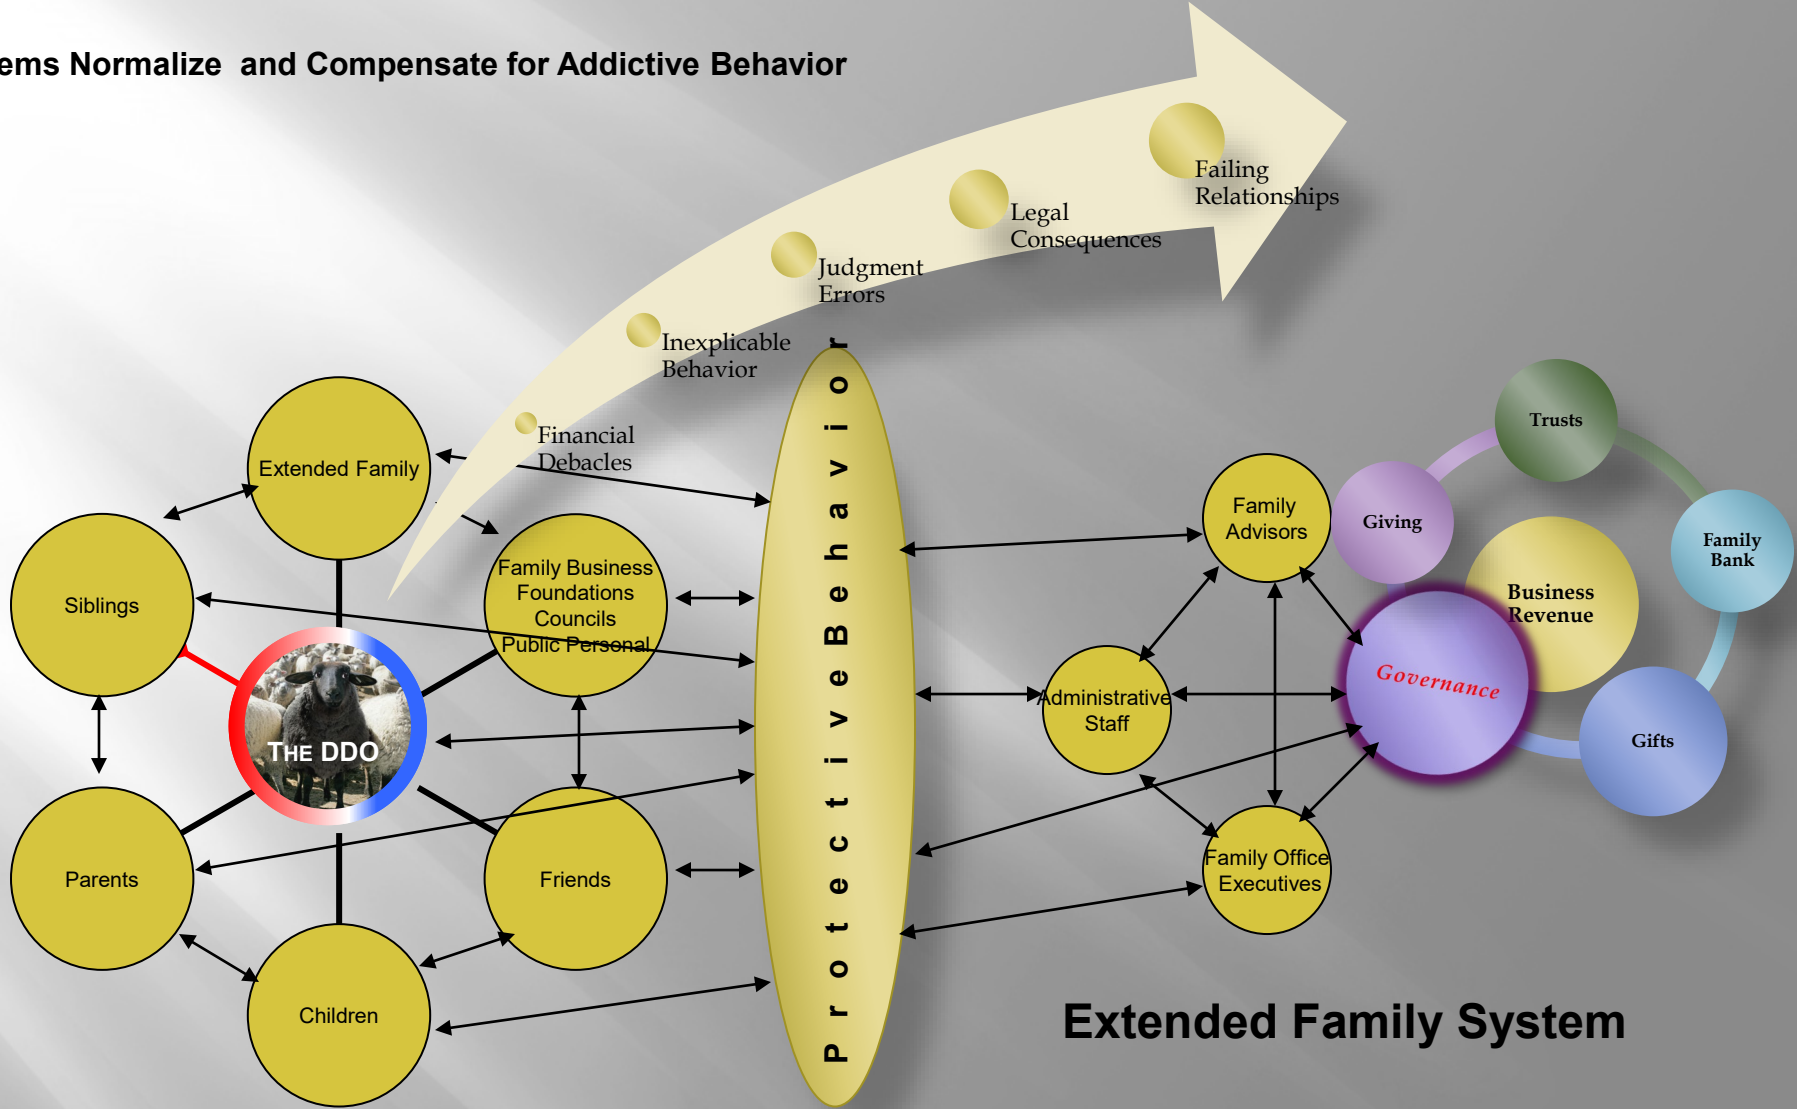 ems Normalize  and Compensate for Addictive Behavior
Failing
Relationships
Legal
Consequences
Judgment
Errors
Inexplicable
Behavior
Financial
Debacles
Extended Family
Siblings
Family Business
Foundations
Councils
Public Personal
THE DDO
Parents
Friends
Children
Protective Behavior
Family
Advisors
Administrative
Staff
Family Office
Executives
Trusts
Giving
Family
Bank
Business
Revenue
Governance
Gifts
Extended Family System